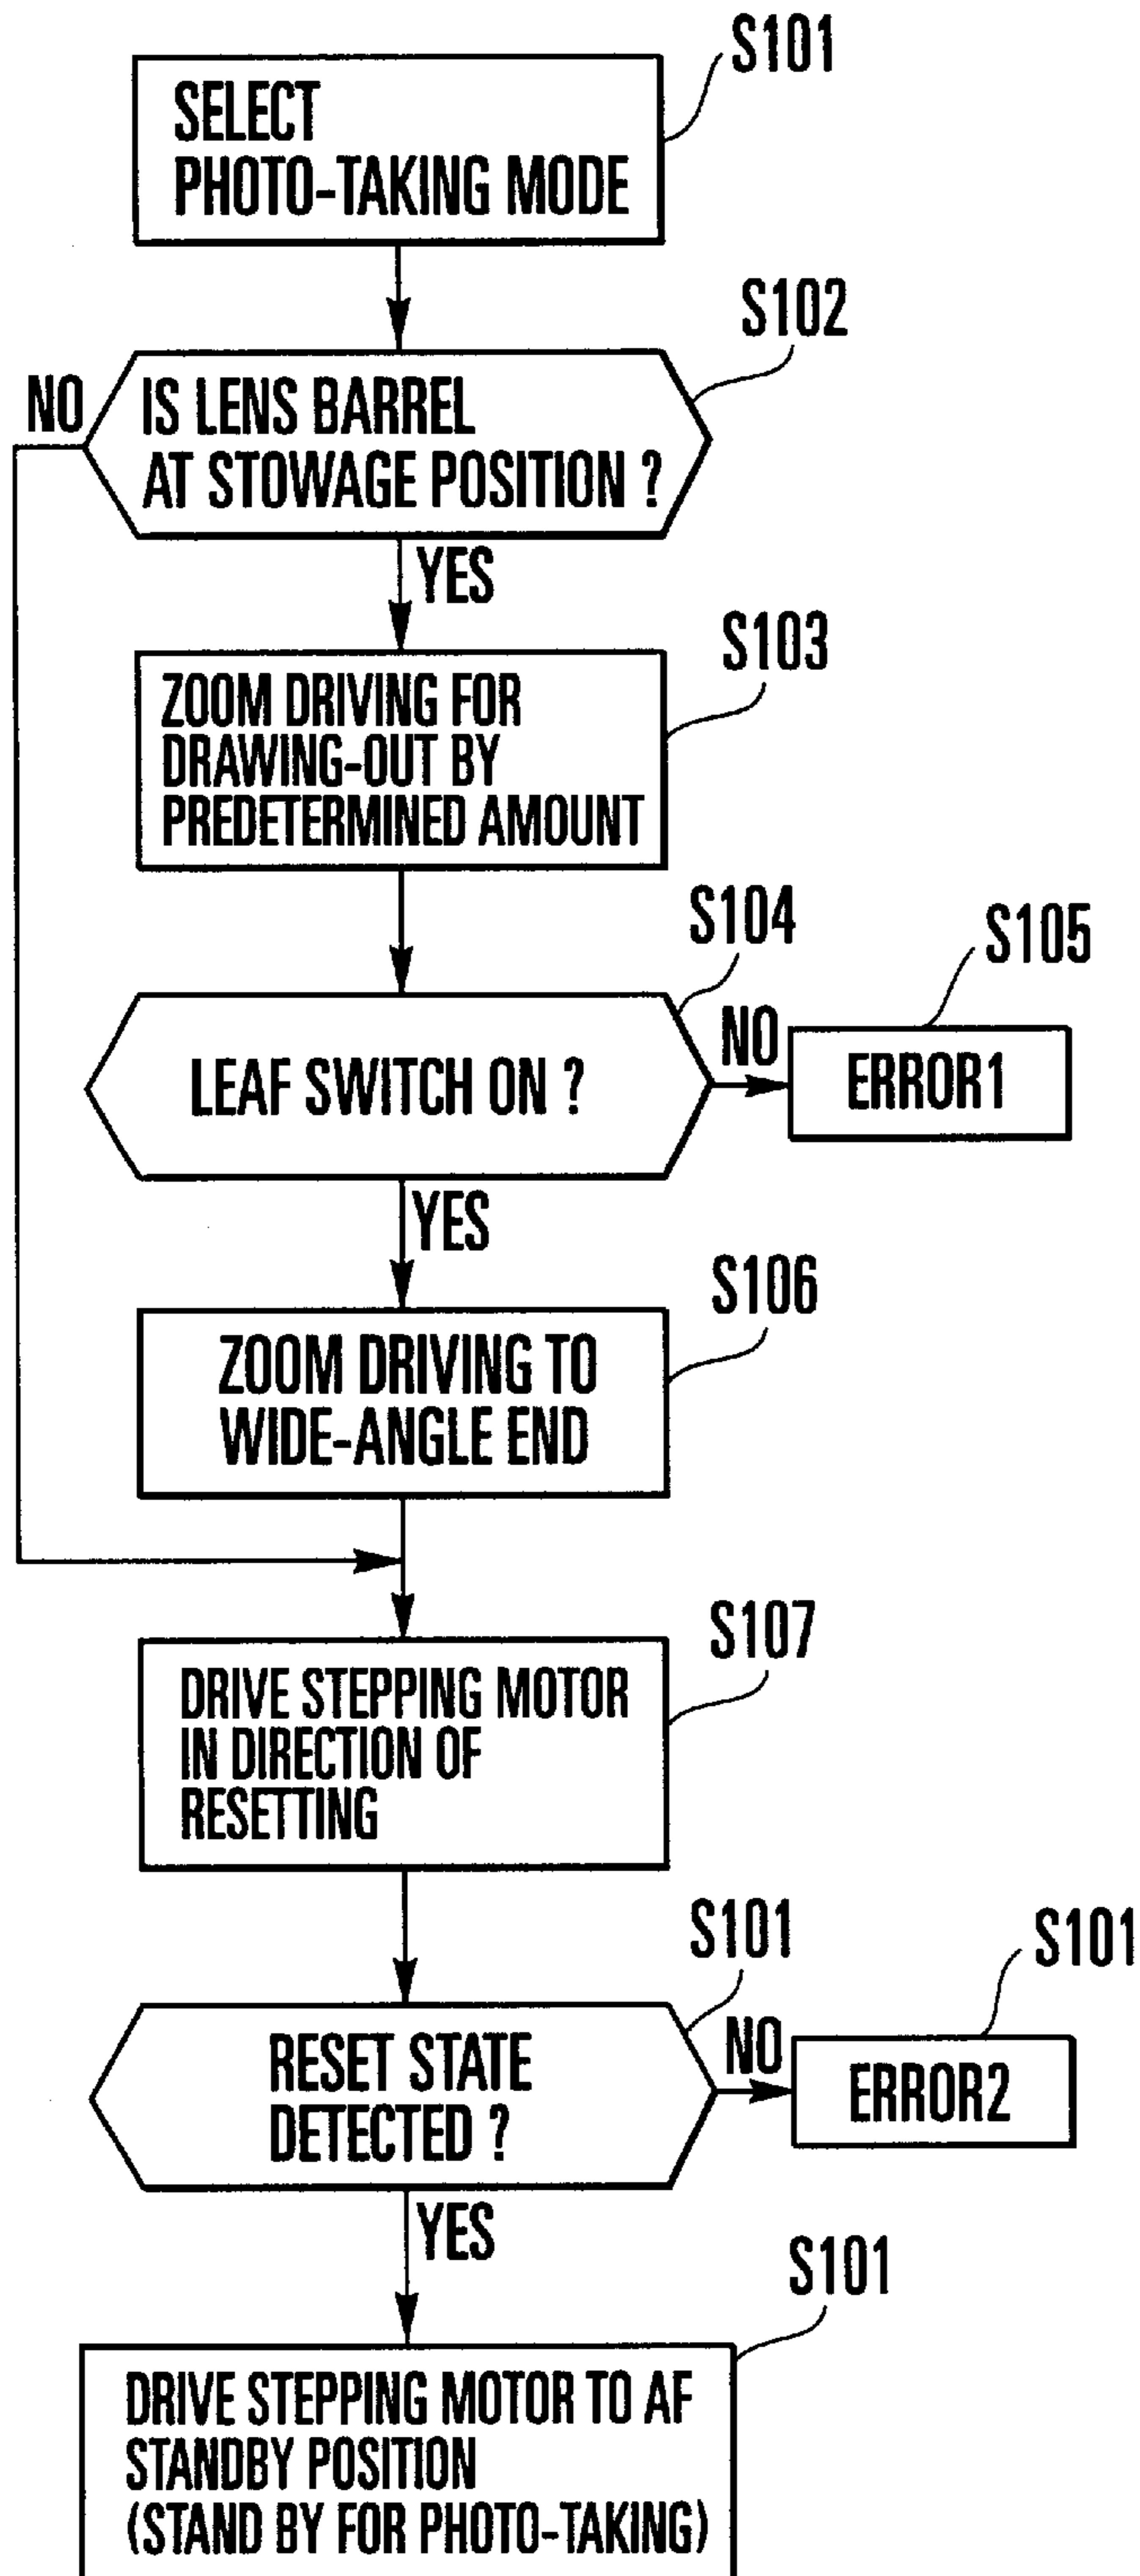 S101
SELECT
PHOTO-TAKING MODE
S102
NO
IS LENS BARREL
AT STOWAGE POSITION ?
YES
S103
ZOOM DRIVING FOR
DRAWING-OUT BY
PREDETERMINED AMOUNT
S104
S105
LEAF SWITCH ON ?
NO
ERROR1
YES
S106
ZOOM DRIVING TO
WIDE-ANGLE END
S107
DRIVE STEPPING MOTOR
IN DIRECTION OF
RESETTING
S101
S101
RESET STATE
DETECTED ?
NO
ERROR2
YES
S101
DRIVE STEPPING MOTOR TO AF
STANDBY POSITION
(STAND BY FOR PHOTO-TAKING)